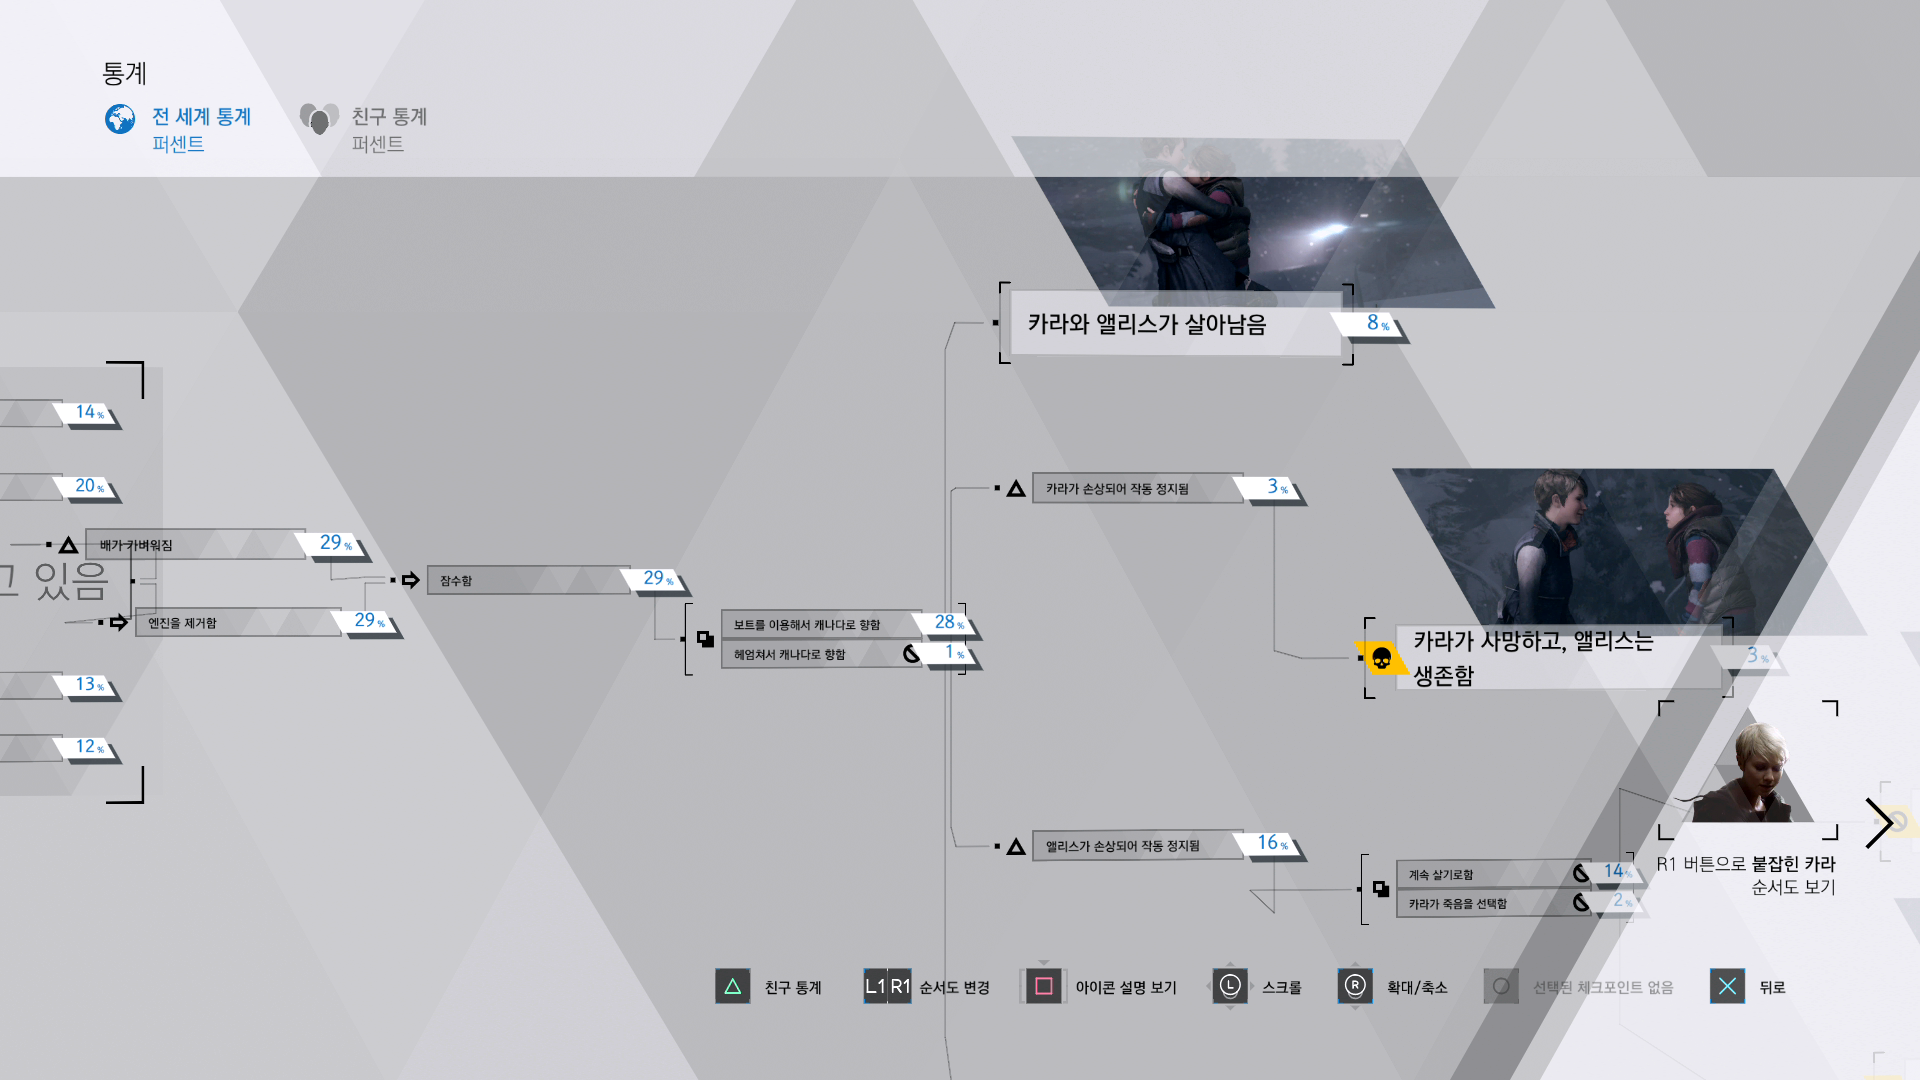 통계
전 세계 통계
퍼센트
친구 통계
퍼센트
카라와 앨리스가 살아남음
8%
14%
20%
카라가 손상되어 작동 정지됨
3%
배가 가벼워짐
29%
고 있음
잠수함
29%
엔진을 제거함
29%
보트를 이용해서 캐나다로 향함
28%
헤엄쳐서 캐나다로 향함
1%
카라가 사망하고, 앨리스는
생존함
3%
13%
12%
앨리스가 손상되어 작동 정지됨
16%
계속 살기로함
14%
카라가 죽음을 선택함
2%
R1 버튼으로 붙잡힌 카라
순서도 보기
친구 통계
L1 R1 순서도 변경
아이콘 설명 보기
L 스크롤
R 확대/축소
선택된 체크포인트 없음
뒤로